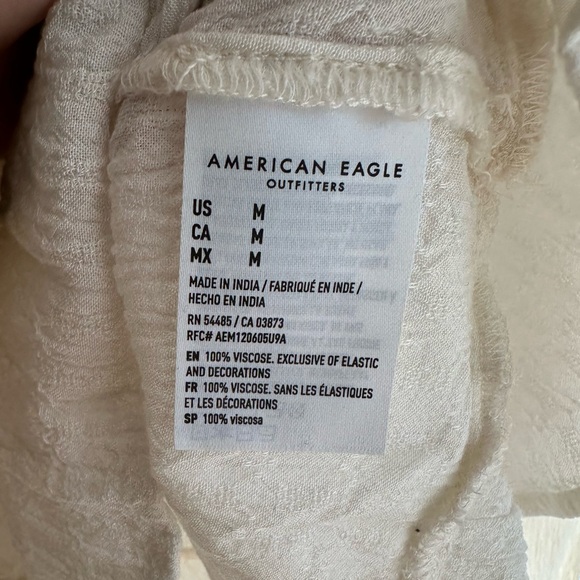 AMERICAN EAGLE
OUTFITTERS
US M
CA M
MX M
MADE IN INDIA / FABRIQUÉ EN INDE /
HECHO EN INDIA
RN 54485 / CA 03873
RFC# AEM120605U9A
EN 100% VISCOSE. EXCLUSIVE OF ELASTIC
AND DECORATIONS
FR 100% VISCOSE. SANS LES ÉLASTIQUES
ET LES DÉCORATIONS
SP 100% viscosa